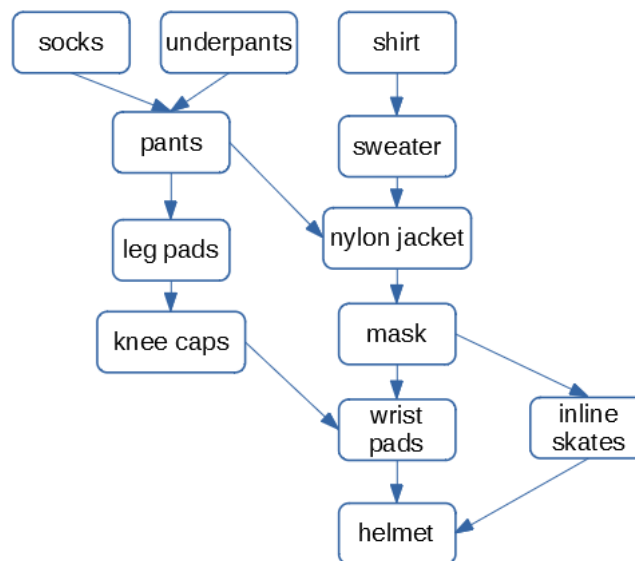 socks
underpants
shirt
pants
sweater
leg pads
nylon jacket
knee caps
mask
wrist
pads
inline
skates
helmet